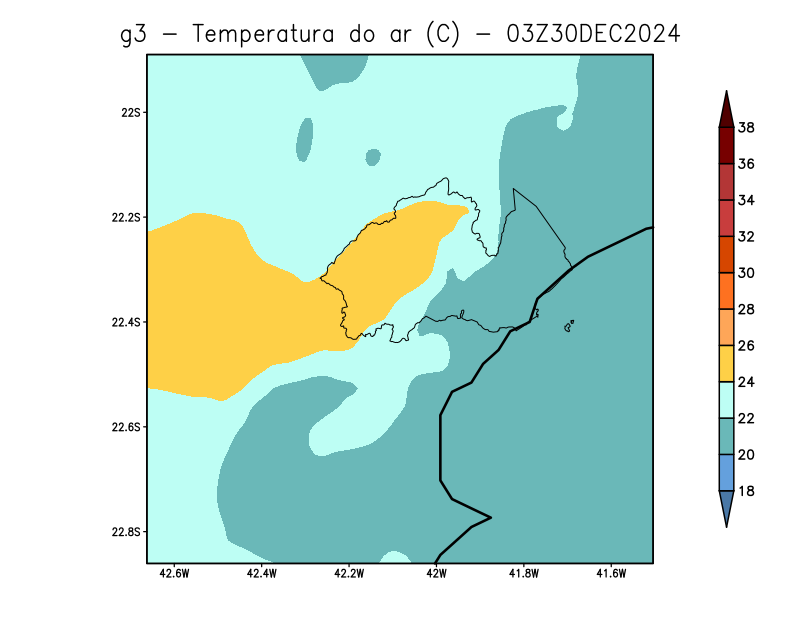 g3 - Temperatura do ar (C) - 03Z30DEC2024
22S
22.2S
22.4S
22.6S
22.8S
42.6W
42.4W
42.2W
42W
41.8W
41.6W
38
36
34
32
30
28
26
24
22
20
18